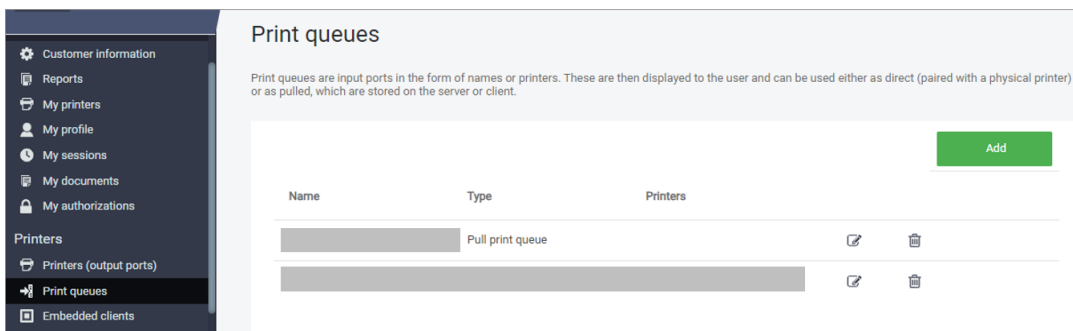 Customer information
Reports
My printers
My profile
My sessions
My documents
My authorizations
Printers
Printers (output ports)
Print queues
Embedded clients
Print queues
Print queues are input ports in the form of names or printers. These are then displayed to the user and can be used either as direct (paired with a physical printer)
or as pulled, which are stored on the server or client.
Add
Name Type Printers
Pull print queue